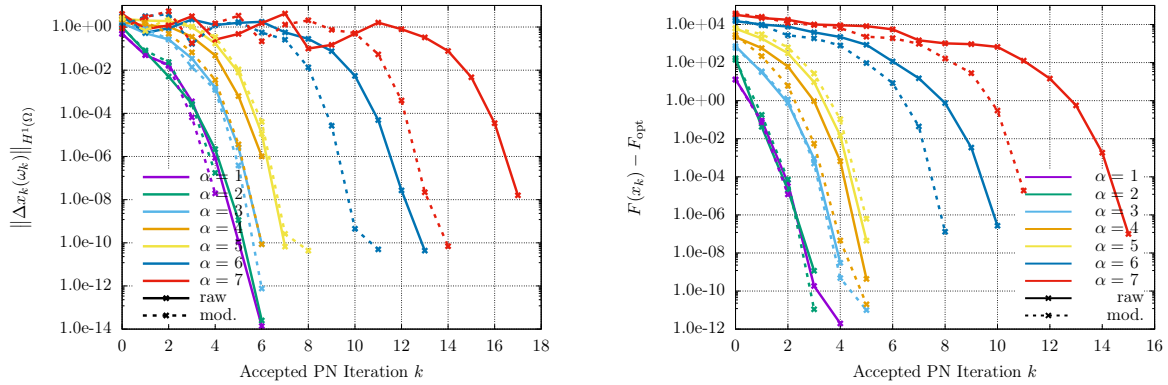 1.0e+00
1.0e-02
1.0e-04
1.0e-06
1.0e-08
1.0e-10
1.0e-12
1.0e-14
||Δx_k(ω_k)||_{H^1(Ω)}
α = 1
α = 2
α = 3
α = 4
α = 5
α = 6
α = 7
raw
mod.
0 2 4 6 8 10 12 14 16 18
Accepted PN Iteration k
1.0e+04
1.0e+02
1.0e+00
1.0e-02
1.0e-04
1.0e-06
1.0e-08
1.0e-10
1.0e-12
F(x_k) − F_opt
α = 1
α = 2
α = 3
α = 4
α = 5
α = 6
α = 7
raw
mod.
0 2 4 6 8 10 12 14 16
Accepted PN Iteration k